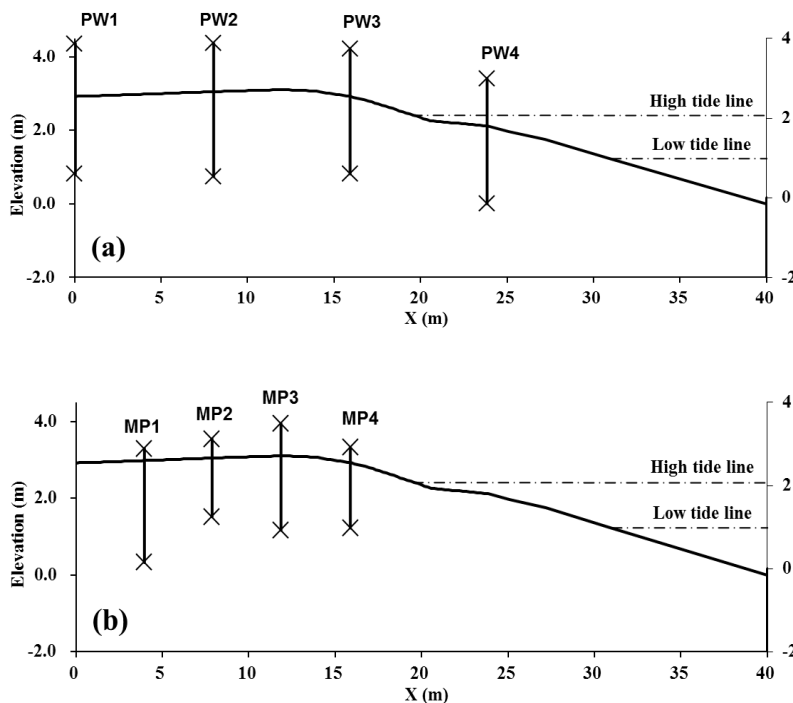 PW1 PW2 PW3 PW4
4.0 4
High tide line
2.0 2
Low tide line
0.0 0
Elevation (m)
(a)
-2.0 -2
0 5 10 15 20 25 30 35 40
X (m)
MP1 MP2 MP3 MP4
4.0 4
High tide line
2.0 2
Low tide line
0.0 0
Elevation (m)
(b)
-2.0 -2
0 5 10 15 20 25 30 35 40
X (m)